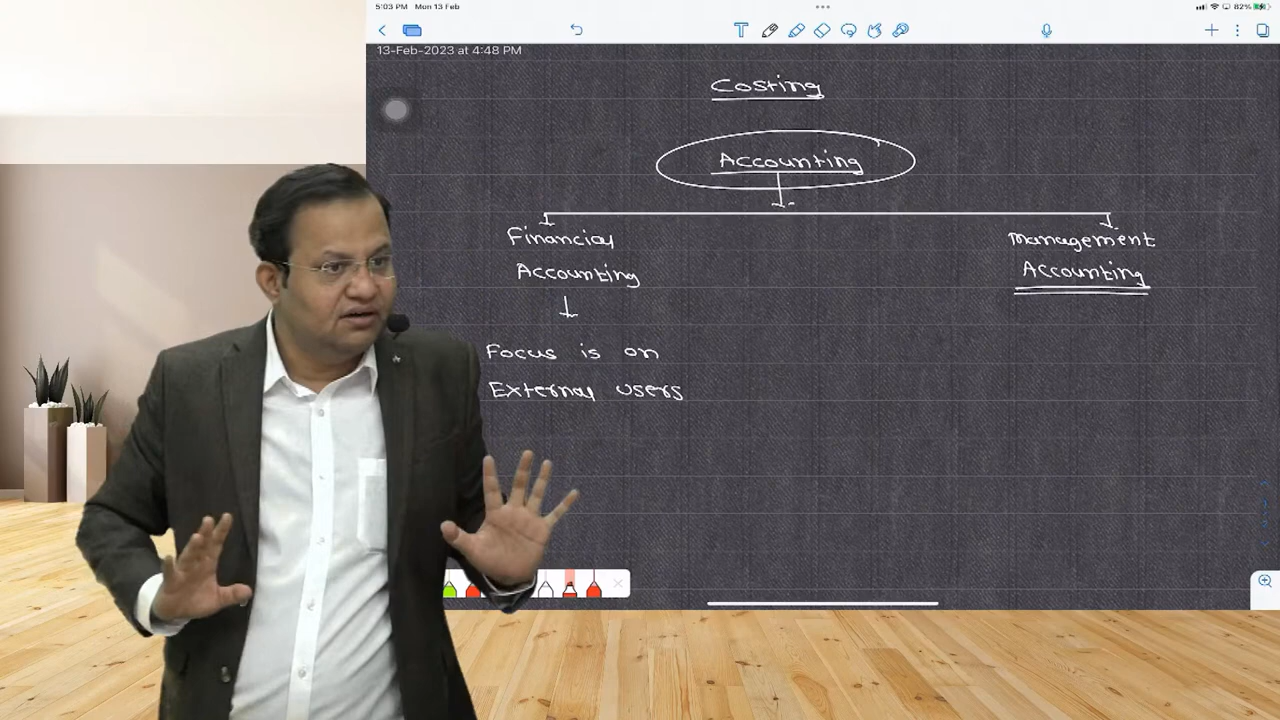 5:03 PM Mon 13 Feb
82%
13-Feb-2023 at 4:48 PM
Costing
Accounting
Financial
Accounting
Management
Accounting
Focus is on
External users